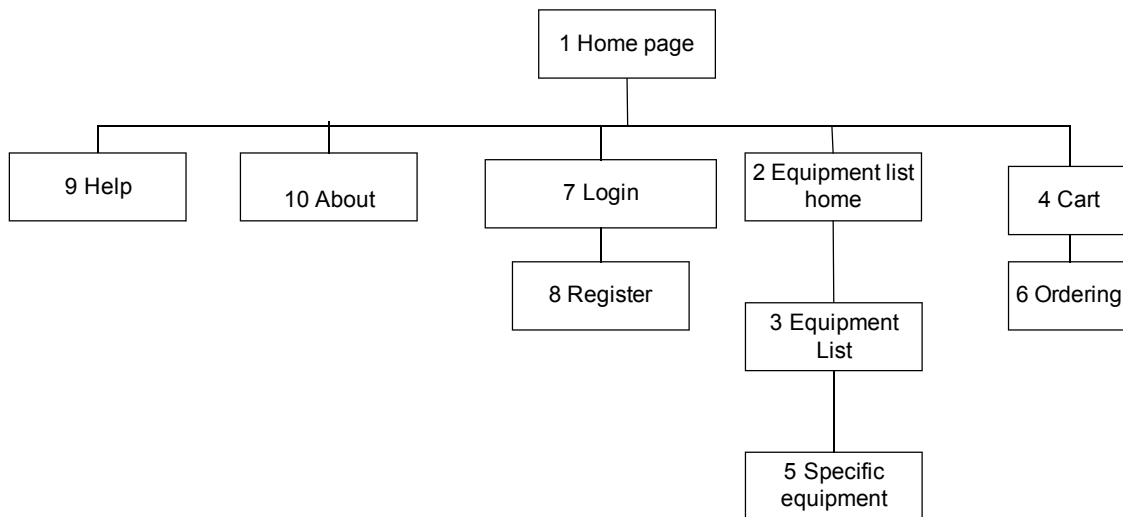 1 Home page
9 Help
10 About
7 Login
2 Equipment list
home
4 Cart
8 Register
6 Ordering
3 Equipment
List
5 Specific
equipment